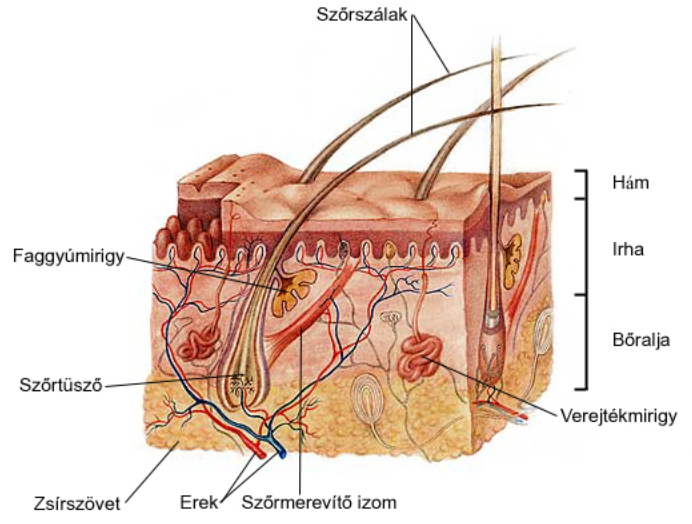 Szőrszálak
Hám
Irha
Faggyúmirigy
Bőralja
Szőrtüsző
Verejtékmirigy
Zsírszövet
Erek
Szőrmerevítő izom